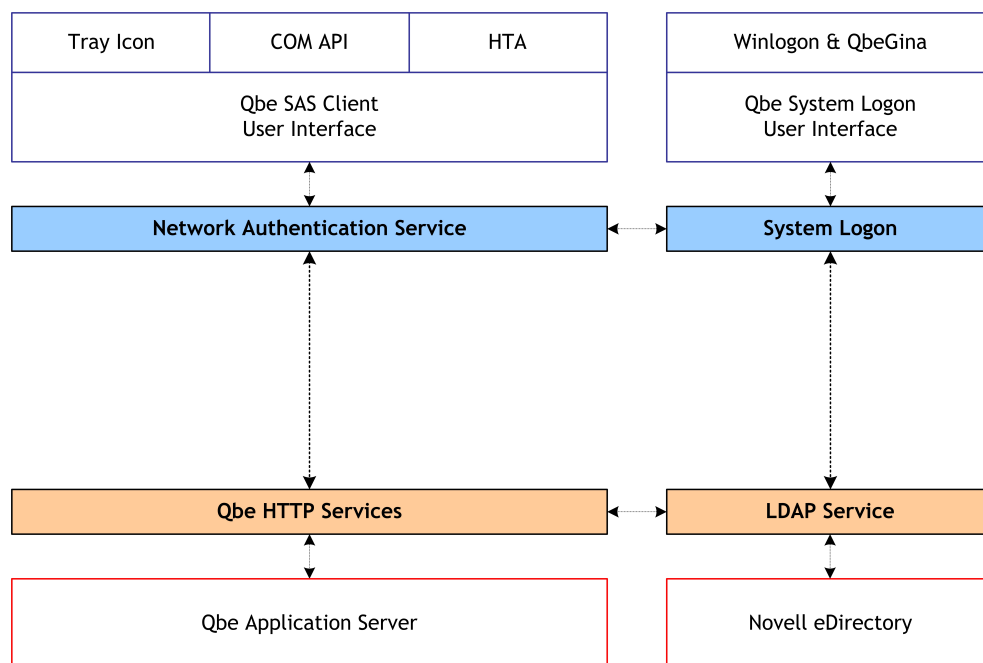 Tray Icon
COM API
HTA
Winlogon & QbeGina
Qbe SAS Client
User Interface
Qbe System Logon
User Interface
Network Authentication Service
System Logon
Qbe HTTP Services
LDAP Service
Qbe Application Server
Novell eDirectory